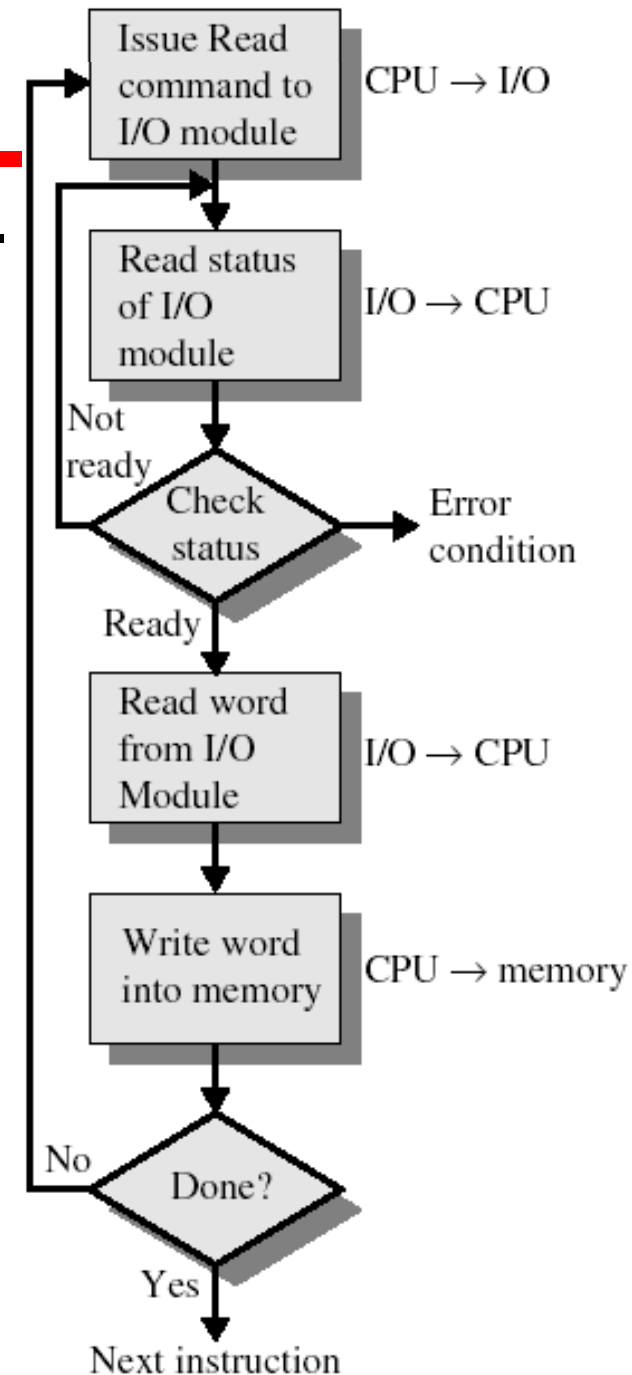 Issue Read
command to
I/O module
CPU → I/O
Read status
of I/O
module
I/O → CPU
Not
ready
Check
status
Error
condition
Ready
Read word
from I/O
Module
I/O → CPU
Write word
into memory
CPU → memory
No
Done?
Yes
Next instruction